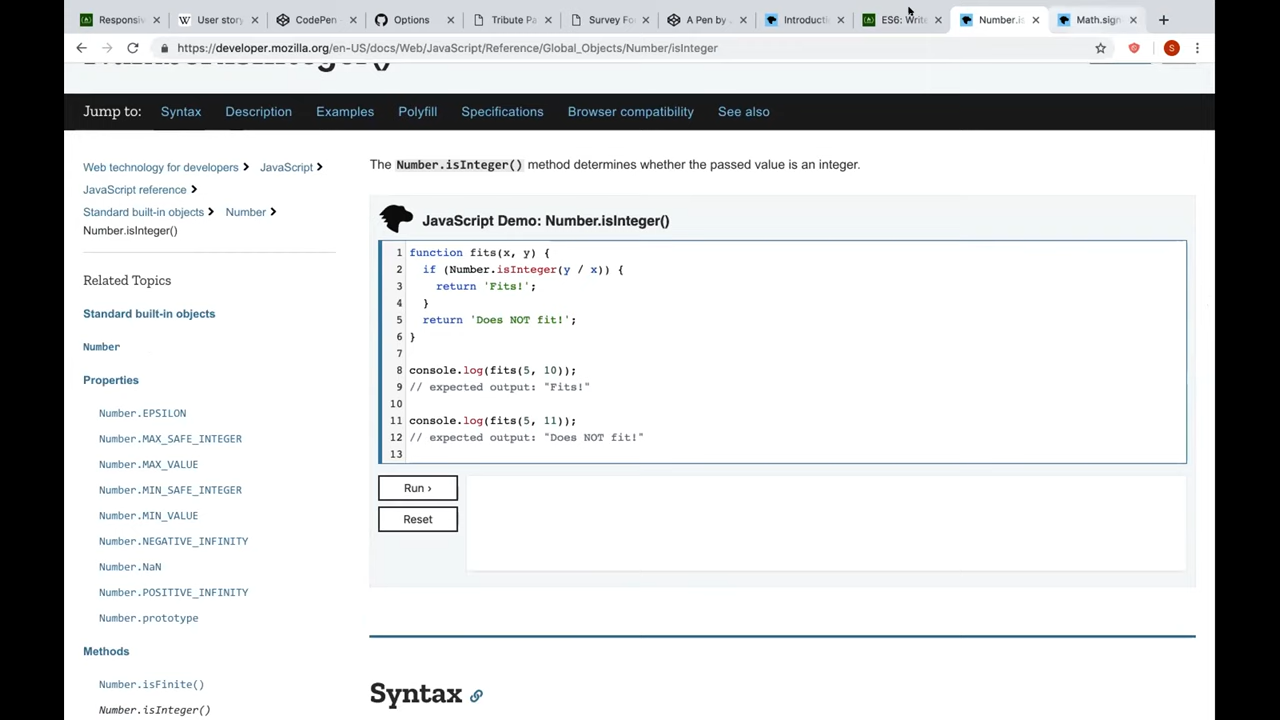 Responsiv
User story
CodePen
Options
Tribute Pa
Survey Fo
A Pen by
Introducti
ES6: Write
Number.is
Math.sign
https://developer.mozilla.org/en-US/docs/Web/JavaScript/Reference/Global_Objects/Number/isInteger
S
Number.isInteger()
Jump to: Syntax Description Examples Polyfill Specifications Browser compatibility See also
Web technology for developers JavaScript
JavaScript reference
Standard built-in objects Number
Number.isInteger()
Related Topics
Standard built-in objects
Number
Properties
Number.EPSILON
Number.MAX_SAFE_INTEGER
Number.MAX_VALUE
Number.MIN_SAFE_INTEGER
Number.MIN_VALUE
Number.NEGATIVE_INFINITY
Number.NaN
Number.POSITIVE_INFINITY
Number.prototype
Methods
Number.isFinite()
Number.isInteger()
The Number.isInteger() method determines whether the passed value is an integer.
JavaScript Demo: Number.isInteger()
1 function fits(x, y) {
2 if (Number.isInteger(y / x)) {
3 return 'Fits!';
4 }
5 return 'Does NOT fit!';
6 }
7
8 console.log(fits(5, 10));
9 // expected output: "Fits!"
10
11 console.log(fits(5, 11));
12 // expected output: "Does NOT fit!"
13
Run ›
Reset
Syntax